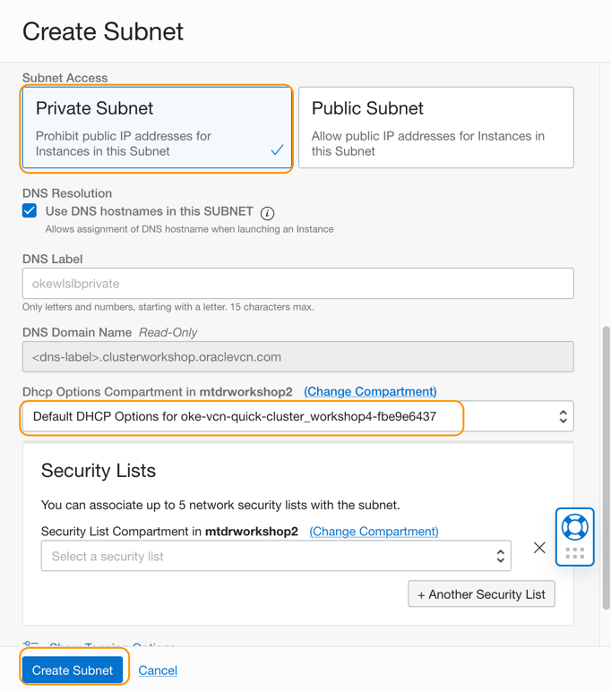 Create Subnet
Subnet Access
Private Subnet
Prohibit public IP addresses for
Instances in this Subnet
Public Subnet
Allow public IP addresses for Instances in
this Subnet
DNS Resolution
Use DNS hostnames in this SUBNET
Allows assignment of DNS hostname when launching an Instance
DNS Label
okewlslbprivate
Only letters and numbers, starting with a letter. 15 characters max.
DNS Domain Name Read-Only
<dns-label>.clusterworkshop.oraclevcn.com
Dhcp Options Compartment in mtdrworkshop2 (Change Compartment)
Default DHCP Options for oke-vcn-quick-cluster_workshop4-fbe9e6437
Security Lists
You can associate up to 5 network security lists with the subnet.
Security List Compartment in mtdrworkshop2 (Change Compartment)
Select a security list
+ Another Security List
Show Tagging Options
Create Subnet Cancel